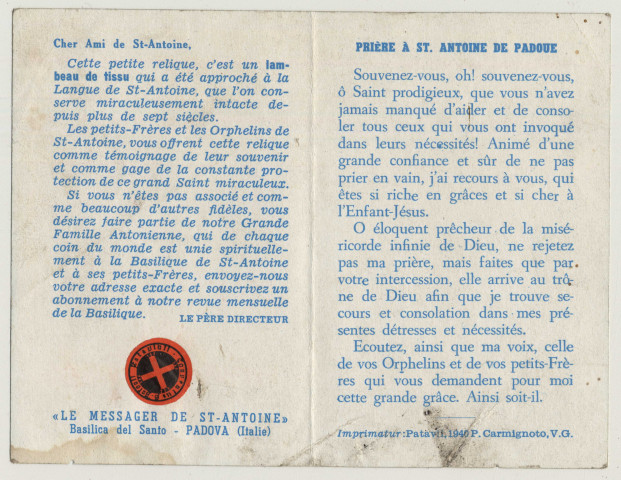 Cher Ami de St-Antoine,
Cette petite relique, c'est un lam-
beau de tissu qui a été approché à la
Langue de St-Antoine, que l'on con-
serve miraculeusement intacte de-
puis plus de sept siècles.
Les petits-Frères et les Orphelins de
St-Antoine, vous offrent cette relique
comme témoignage de leur souvenir
et comme gage de la constante pro-
tection de ce grand Saint miraculeux.
Si vous n'êtes pas associé et com-
me beaucoup d'autres fidèles, vous
désirez faire partie de notre Grande
Famille Antonienne, qui de chaque
coin du monde est unie spirituelle-
ment à la Basilique de St-Antoine
et à ses petits-Frères, envoyez-nous
votre adresse exacte et souscrivez un
abonnement à notre revue mensuelle
de la Basilique. LE PÈRE DIRECTEUR
«LE MESSAGER DE ST-ANTOINE»
Basilica del Santo - PADOVA (Italie)
PRIÈRE À ST. ANTOINE DE PADOUE
Souvenez-vous, oh! souvenez-vous,
ô Saint prodigieux, que vous n'avez
jamais manqué d'aider et de conso-
ler tous ceux qui vous ont invoqué
dans leurs nécessités! Animé d'une
grande confiance et sûr de ne pas
prier en vain, j'ai recours à vous, qui
êtes si riche en grâces et si cher à
l'Enfant-Jésus.
O éloquent prêcheur de la misé-
ricorde infinie de Dieu, ne rejetez
pas ma prière, mais faites que par
votre intercession, elle arrive au trô-
ne de Dieu afin que je trouve se-
cours et consolation dans mes pré-
sentes détresses et nécessités.
Ecoutez, ainsi que ma voix, celle
de vos Orphelins et de vos petits-Frè-
res qui vous demandent pour moi
cette grande grâce. Ainsi soit-il.
Imprimatur: Patavii, 1940 P. Carmignoto, V.G.